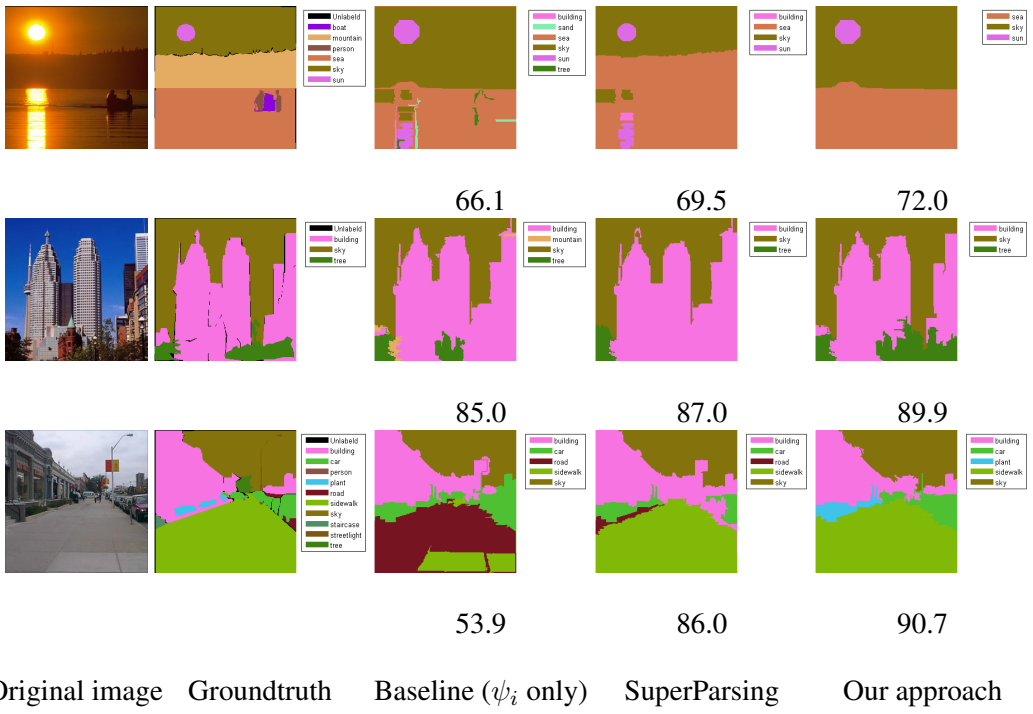 Unlabeld
boat
mountain
person
sea
sky
sun
building
sand
sea
sky
sun
tree
building
sea
sky
sun
sea
sky
sun
66.1 69.5 72.0
Unlabeld
building
sky
tree
building
mountain
sky
tree
building
sky
tree
building
sky
tree
85.0 87.0 89.9
Unlabeld
building
car
person
plant
road
sidewalk
sky
staircase
streetlight
tree
building
car
road
sidewalk
sky
building
car
road
sidewalk
sky
building
car
plant
sidewalk
sky
53.9 86.0 90.7
Original image Groundtruth Baseline (ψᵢ only) SuperParsing Our approach